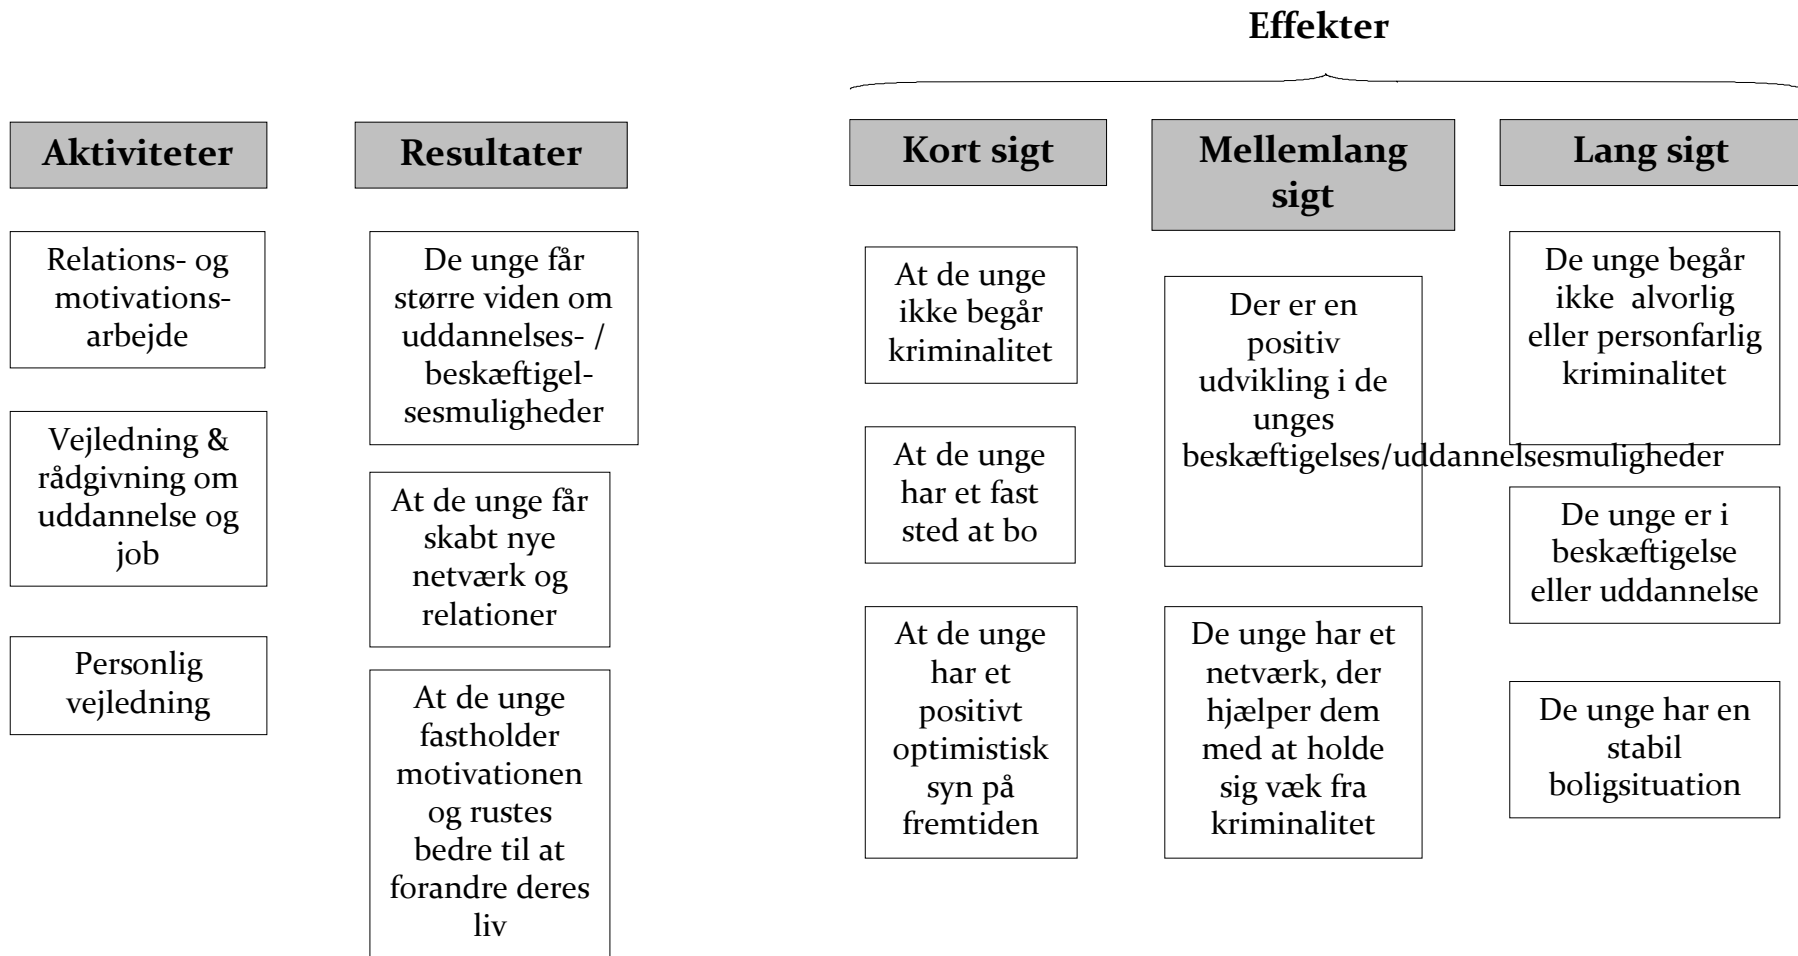 Effekter
Aktiviteter
Relations- og
motivations-
arbejde
Vejledning &
rådgivning om
uddannelse og
job
Personlig
vejledning
Resultater
De unge får
større viden om
uddannelses- /
beskæftigel-
sesmuligheder
At de unge får
skabt nye
netværk og
relationer
At de unge
fastholder
motivationen
og rustes
bedre til at
forandre deres
liv
Kort sigt
At de unge
ikke begår
kriminalitet
At de unge
har et fast
sted at bo
At de unge
har et
positivt
optimistisk
syn på
fremtiden
Mellemlang
sigt
Der er en
positiv
udvikling i de
unges
beskæftigelses/uddannelsesmuligheder
De unge har et
netværk, der
hjælper dem
med at holde
sig væk fra
kriminalitet
Lang sigt
De unge begår
ikke  alvorlig
eller personfarlig
kriminalitet
De unge er i
beskæftigelse
eller uddannelse
De unge har en
stabil
boligsituation